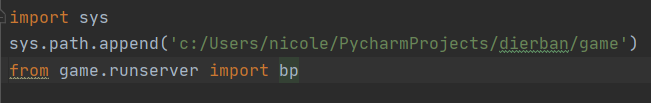 import sys
sys.path.append('c:/Users/nicole/PycharmProjects/dierban/game')
from game.runserver import bp